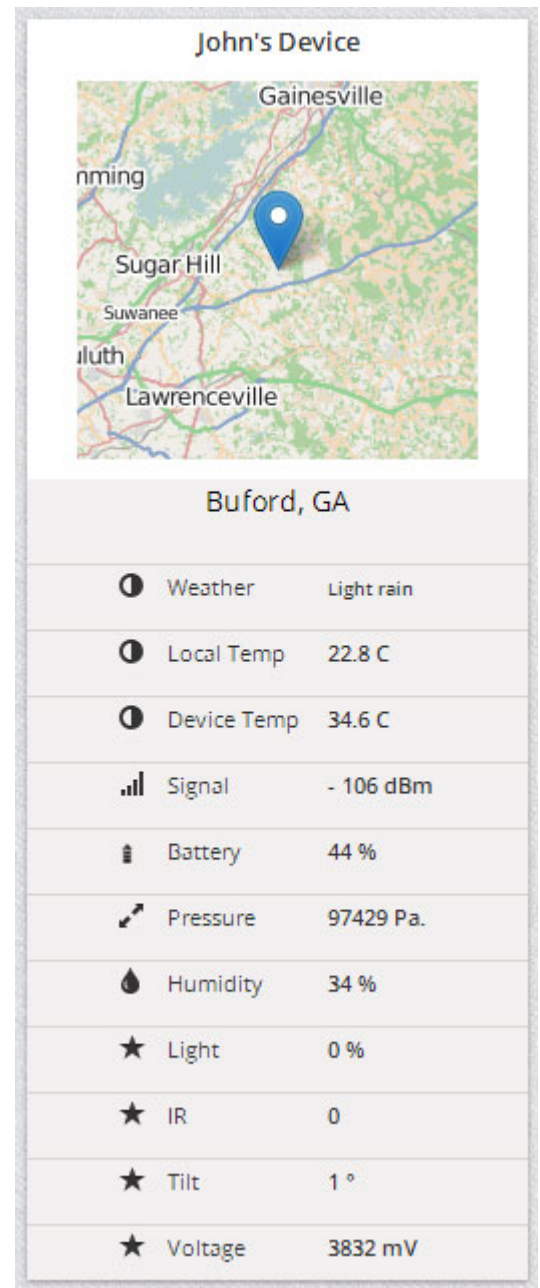 John's Device
Gainesville
nming
Sugar Hill
Suwanee
uluth
Lawrenceville
Buford, GA
Weather Light rain
Local Temp 22.8 C
Device Temp 34.6 C
Signal - 106 dBm
Battery 44 %
Pressure 97429 Pa.
Humidity 34 %
Light 0 %
IR 0
Tilt 1 °
Voltage 3832 mV